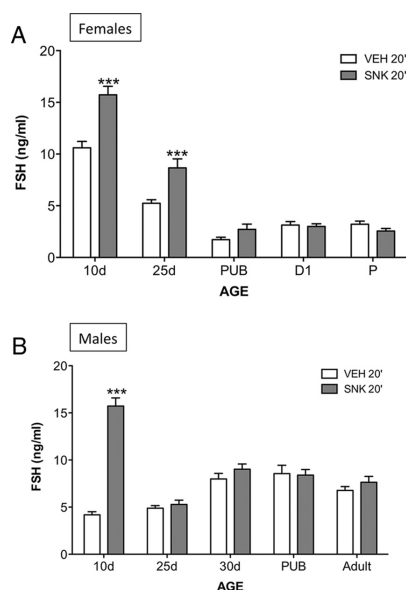 A
Females
VEH 20'
SNK 20'
FSH (ng/ml)
20
15
10
5
0
***
***
10d 25d PUB D1 P
AGE
B
Males
VEH 20'
SNK 20'
FSH (ng/ml)
20
15
10
5
0
***
10d 25d 30d PUB Adult
AGE